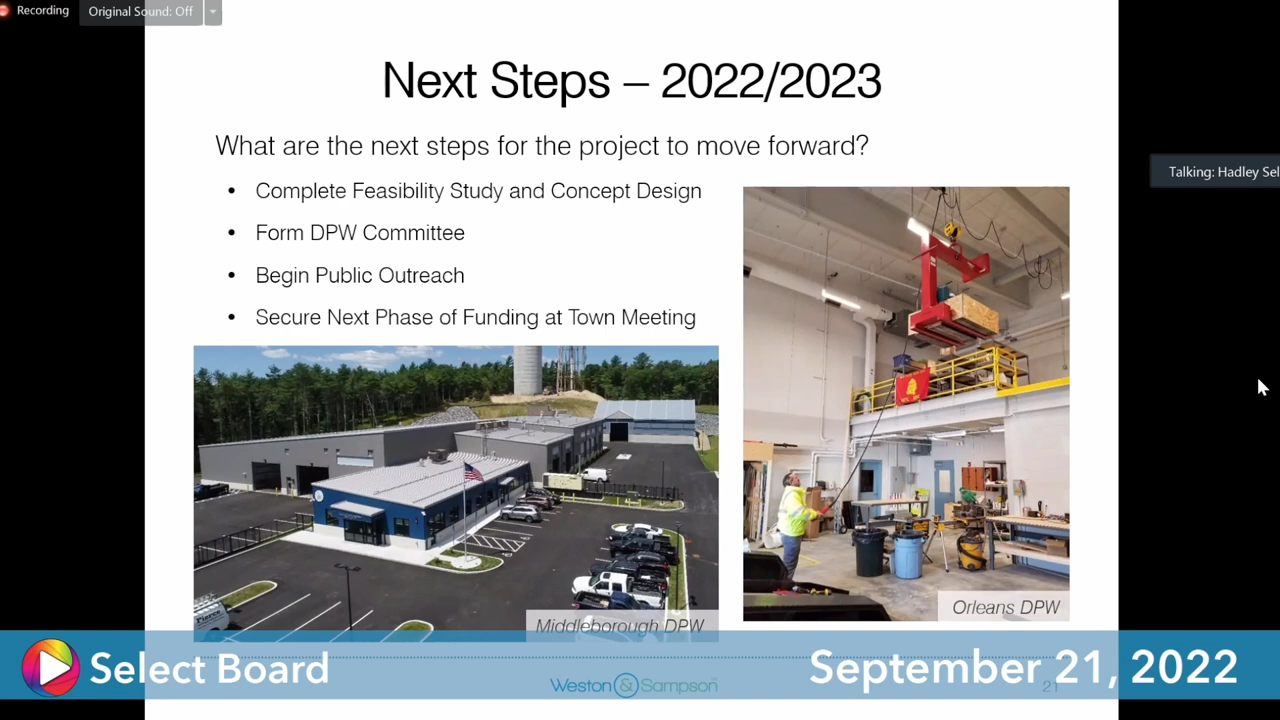 Recording
Original Sound: Off
Next Steps – 2022/2023
What are the next steps for the project to move forward?
• Complete Feasibility Study and Concept Design
• Form DPW Committee
• Begin Public Outreach
• Secure Next Phase of Funding at Town Meeting
Talking: Hadley Sel
Middleborough DPW
Orleans DPW
Select Board
Weston & Sampson
September 21, 2022
21